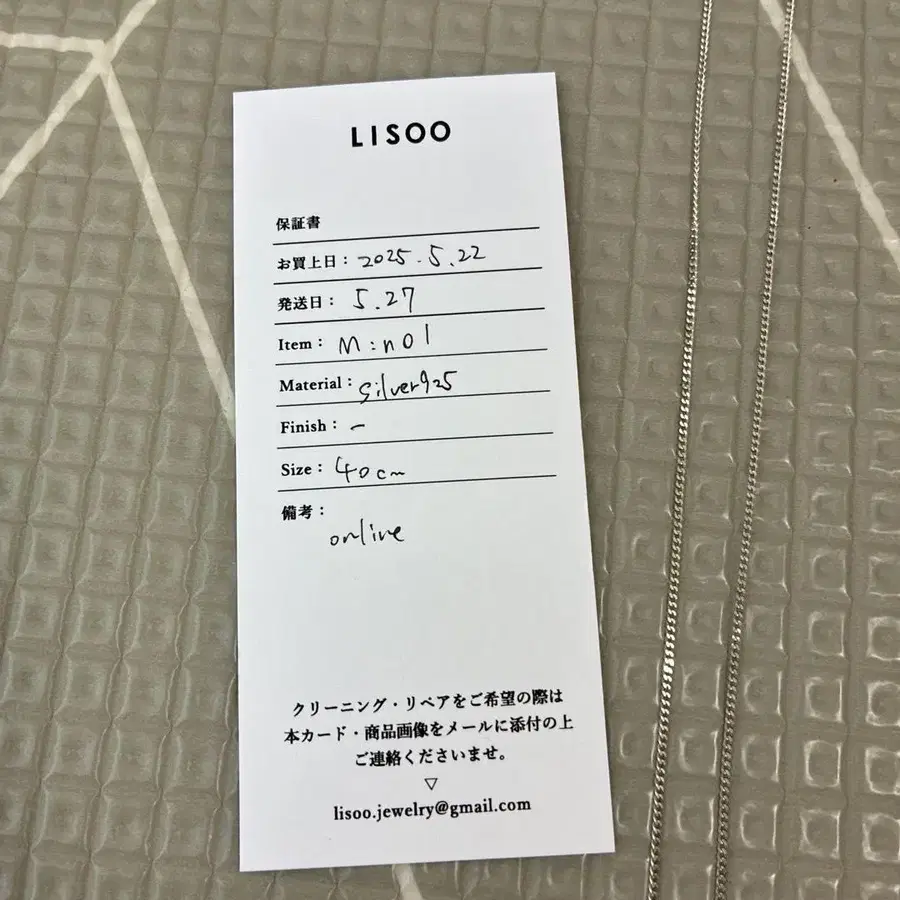 LISOO
保証書
お買上日： 2025.5.22
発送日： 5.27
Item： Min01
Material： Silver925
Finish： -
Size： 40cm
備考：
online
クリーニング・リペアをご希望の際は
本カード・商品画像をメールに添付の上
ご連絡くださいませ。
▽
lisoo.jewelry@gmail.com